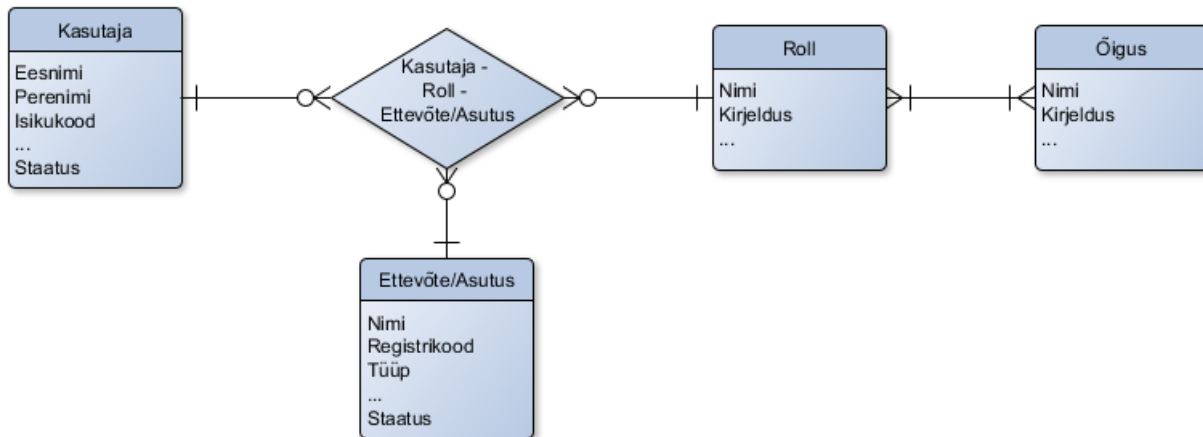 Kasutaja
Eesnimi
Perenimi
Isikukood
...
Staatus
Kasutaja -
Roll -
Ettevõte/Asutus
Roll
Nimi
Kirjeldus
...
Õigus
Nimi
Kirjeldus
...
Ettevõte/Asutus
Nimi
Registrikood
Tüüp
...
Staatus